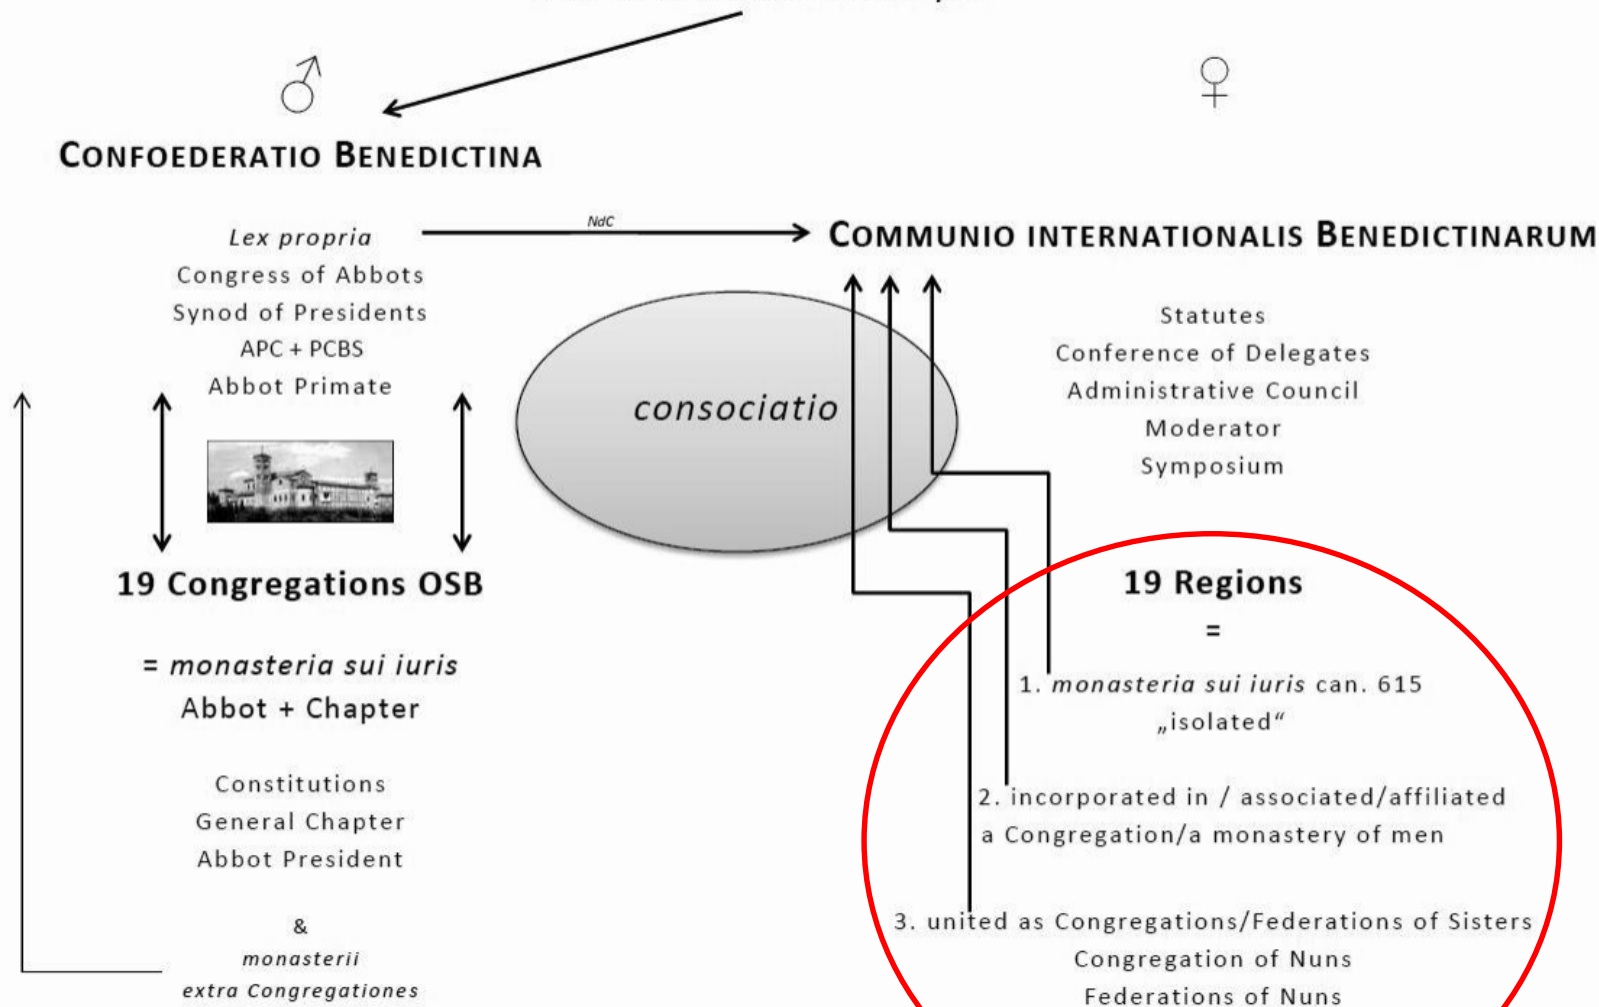 CONFOEDERATIO BENEDICTINA
Lex propria
Congress of Abbots
Synod of Presidents
APC + PCBS
Abbot Primate
NdC
COMMUNIO INTERNATIONALIS BENEDICTINARUM
consociatio
Statutes
Conference of Delegates
Administrative Council
Moderator
Symposium
19 Congregations OSB
= monasteria sui iuris
Abbot + Chapter
Constitutions
General Chapter
Abbot President
&
monasterii
extra Congregationes
19 Regions
=
1. monasteria sui iuris can. 615
„isolated“
2. incorporated in / associated/affiliated
a Congregation/a monastery of men
3. united as Congregations/Federations of Sisters
Congregation of Nuns
Federations of Nuns